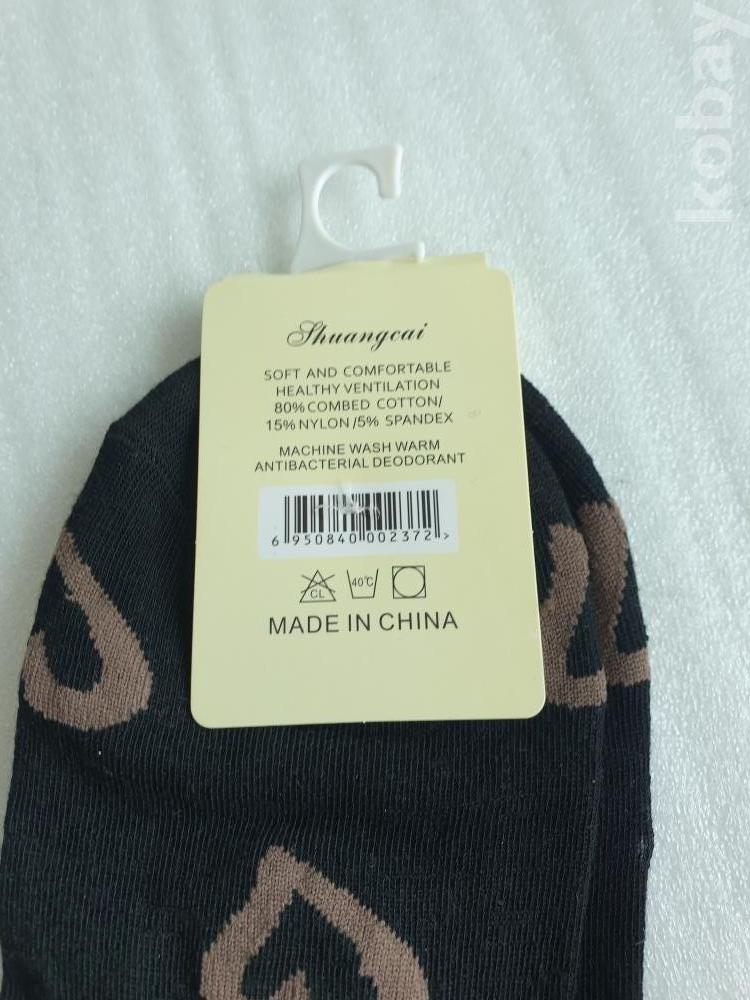 kobay
Shuangcai
SOFT AND COMFORTABLE
HEALTHY VENTILATION
80% COMBED COTTON/
15% NYLON /5% SPANDEX
MACHINE WASH WARM
ANTIBACTERIAL DEODORANT
6 950840 002372 >
CL 40°C
MADE IN CHINA